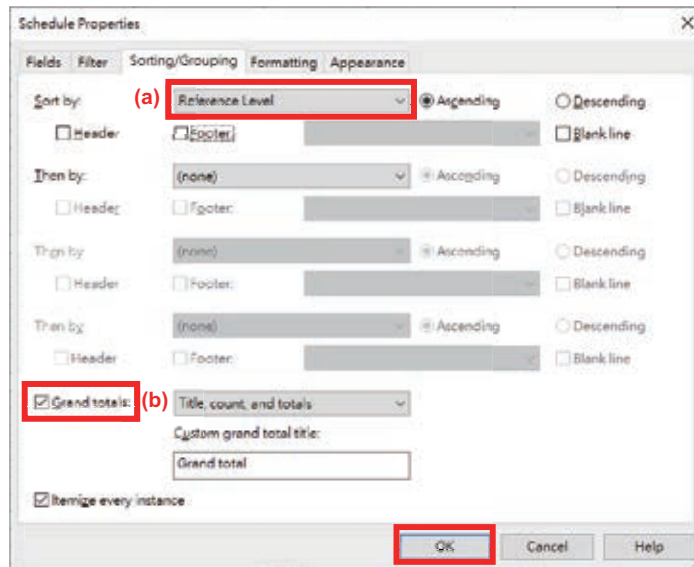 Schedule Properties
Fields Filter Sorting/Grouping Formatting Appearance
Sort by: (a) Reference Level Ascending Descending
Header Footer: Blank line
Then by: (none) Ascending Descending
Header Footer: Blank line
Then by: (none) Ascending Descending
Header Footer: Blank line
Then by: (none) Ascending Descending
Header Footer: Blank line
Grand totals: (b) Title, count, and totals
Custom grand total title:
Grand total
Itemize every instance
OK Cancel Help